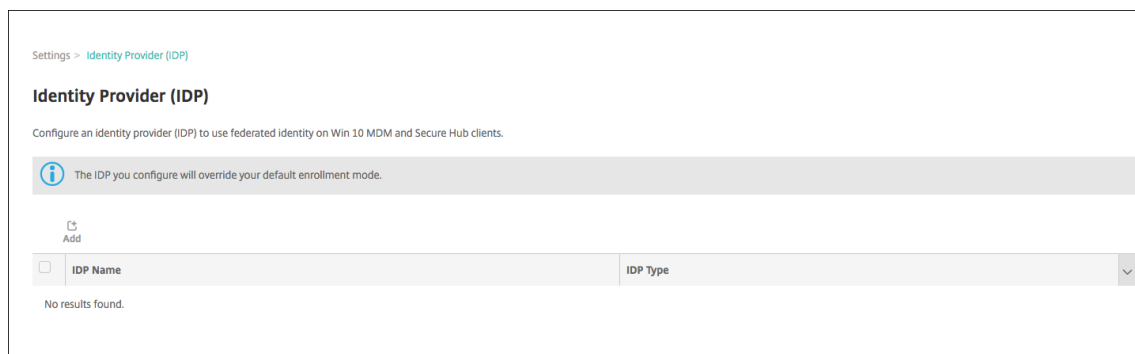 Settings > Identity Provider (IDP)
Identity Provider (IDP)
Configure an identity provider (IDP) to use federated identity on Win 10 MDM and Secure Hub clients.
The IDP you configure will override your default enrollment mode.
Add
IDP Name IDP Type
No results found.